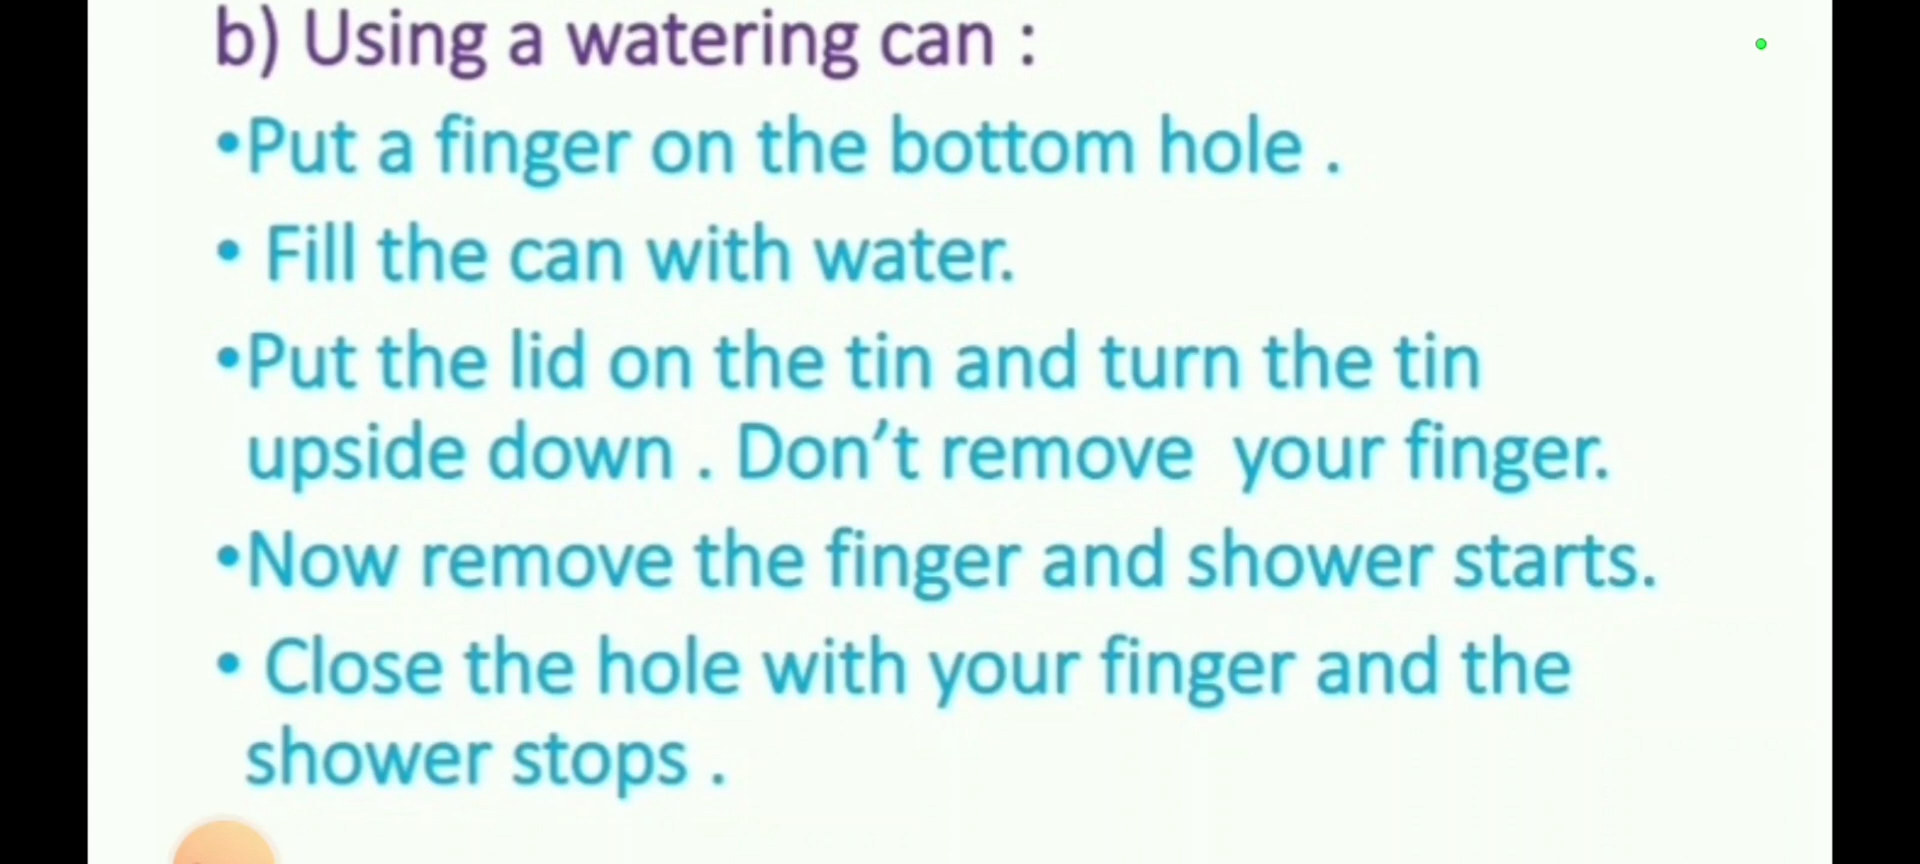 b) Using a watering can :
•Put a finger on the bottom hole .
• Fill the can with water.
•Put the lid on the tin and turn the tin
upside down . Don’t remove  your finger.
•Now remove the finger and shower starts.
• Close the hole with your finger and the
shower stops .